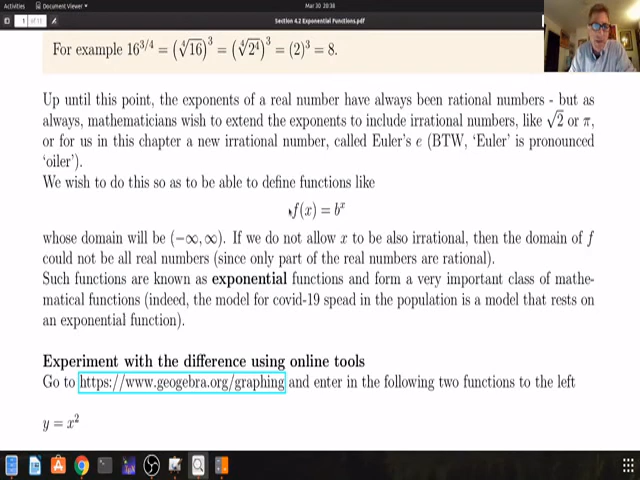 Activities Document Viewer Mar 30 20:38
Section 4.2 Exponential Functions.pdf
1
For example 16^{3/4} = (∜16)^3 = (∜2^4)^3 = (2)^3 = 8.
Up until this point, the exponents of a real number have always been rational numbers - but as
always, mathematicians wish to extend the exponents to include irrational numbers, like √2 or π,
or for us in this chapter a new irrational number, called Euler's e (BTW, 'Euler' is pronounced
'oiler').
We wish to do this so as to be able to define functions like
f(x) = b^x
whose domain will be (−∞, ∞). If we do not allow x to be also irrational, then the domain of f
could not be all real numbers (since only part of the real numbers are rational).
Such functions are known as exponential functions and form a very important class of mathe-
matical functions (indeed, the model for covid-19 spead in the population is a model that rests on
an exponential function).
Experiment with the difference using online tools
Go to https://www.geogebra.org/graphing and enter in the following two functions to the left
y = x^2